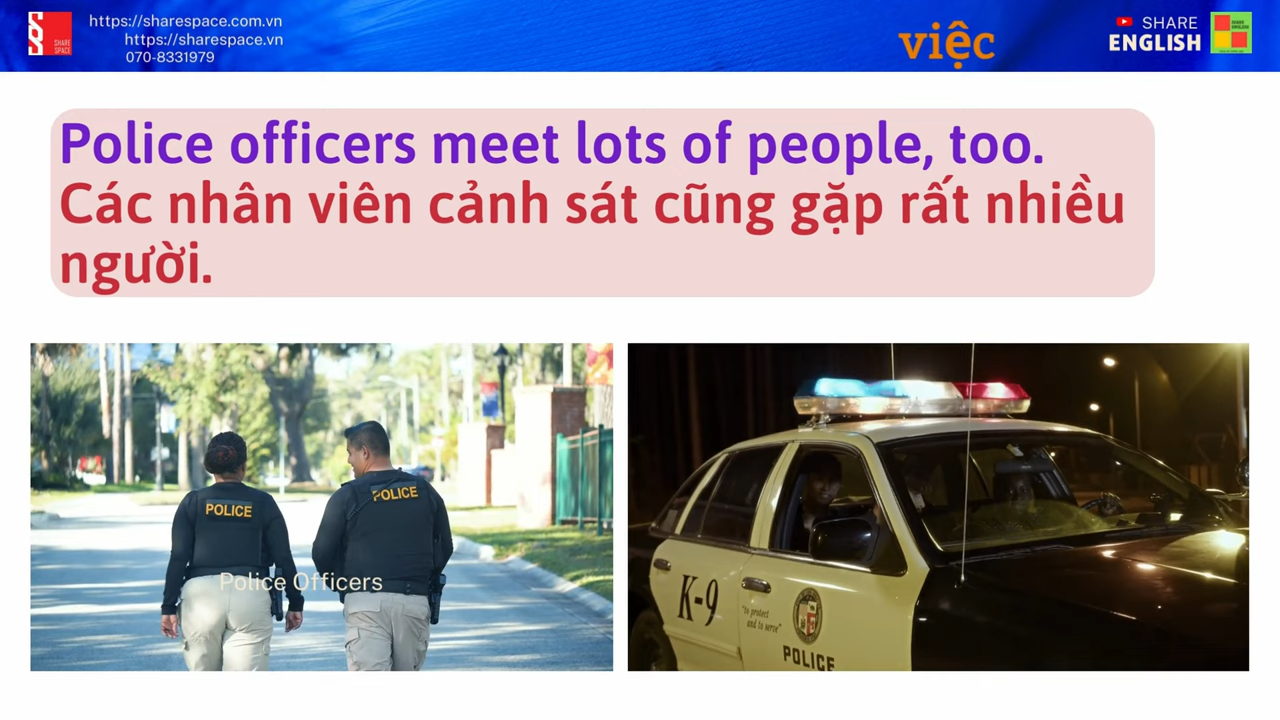 SHARE
SPACE
https://sharespace.com.vn
https://sharespace.vn
070-8331979
việc
SHARE
ENGLISH
Police officers meet lots of people, too.
Các nhân viên cảnh sát cũng gặp rất nhiều
người.
POLICE
POLICE
Police Officers
K-9
"to protect
and to serve"
POLICE